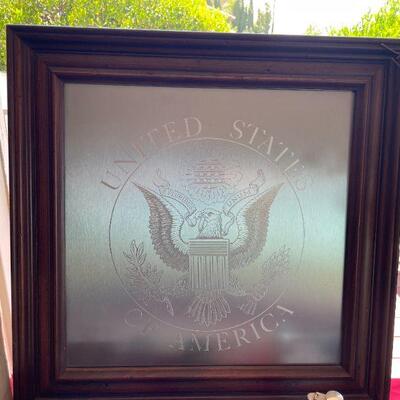 UNITED STATES
OF AMERICA